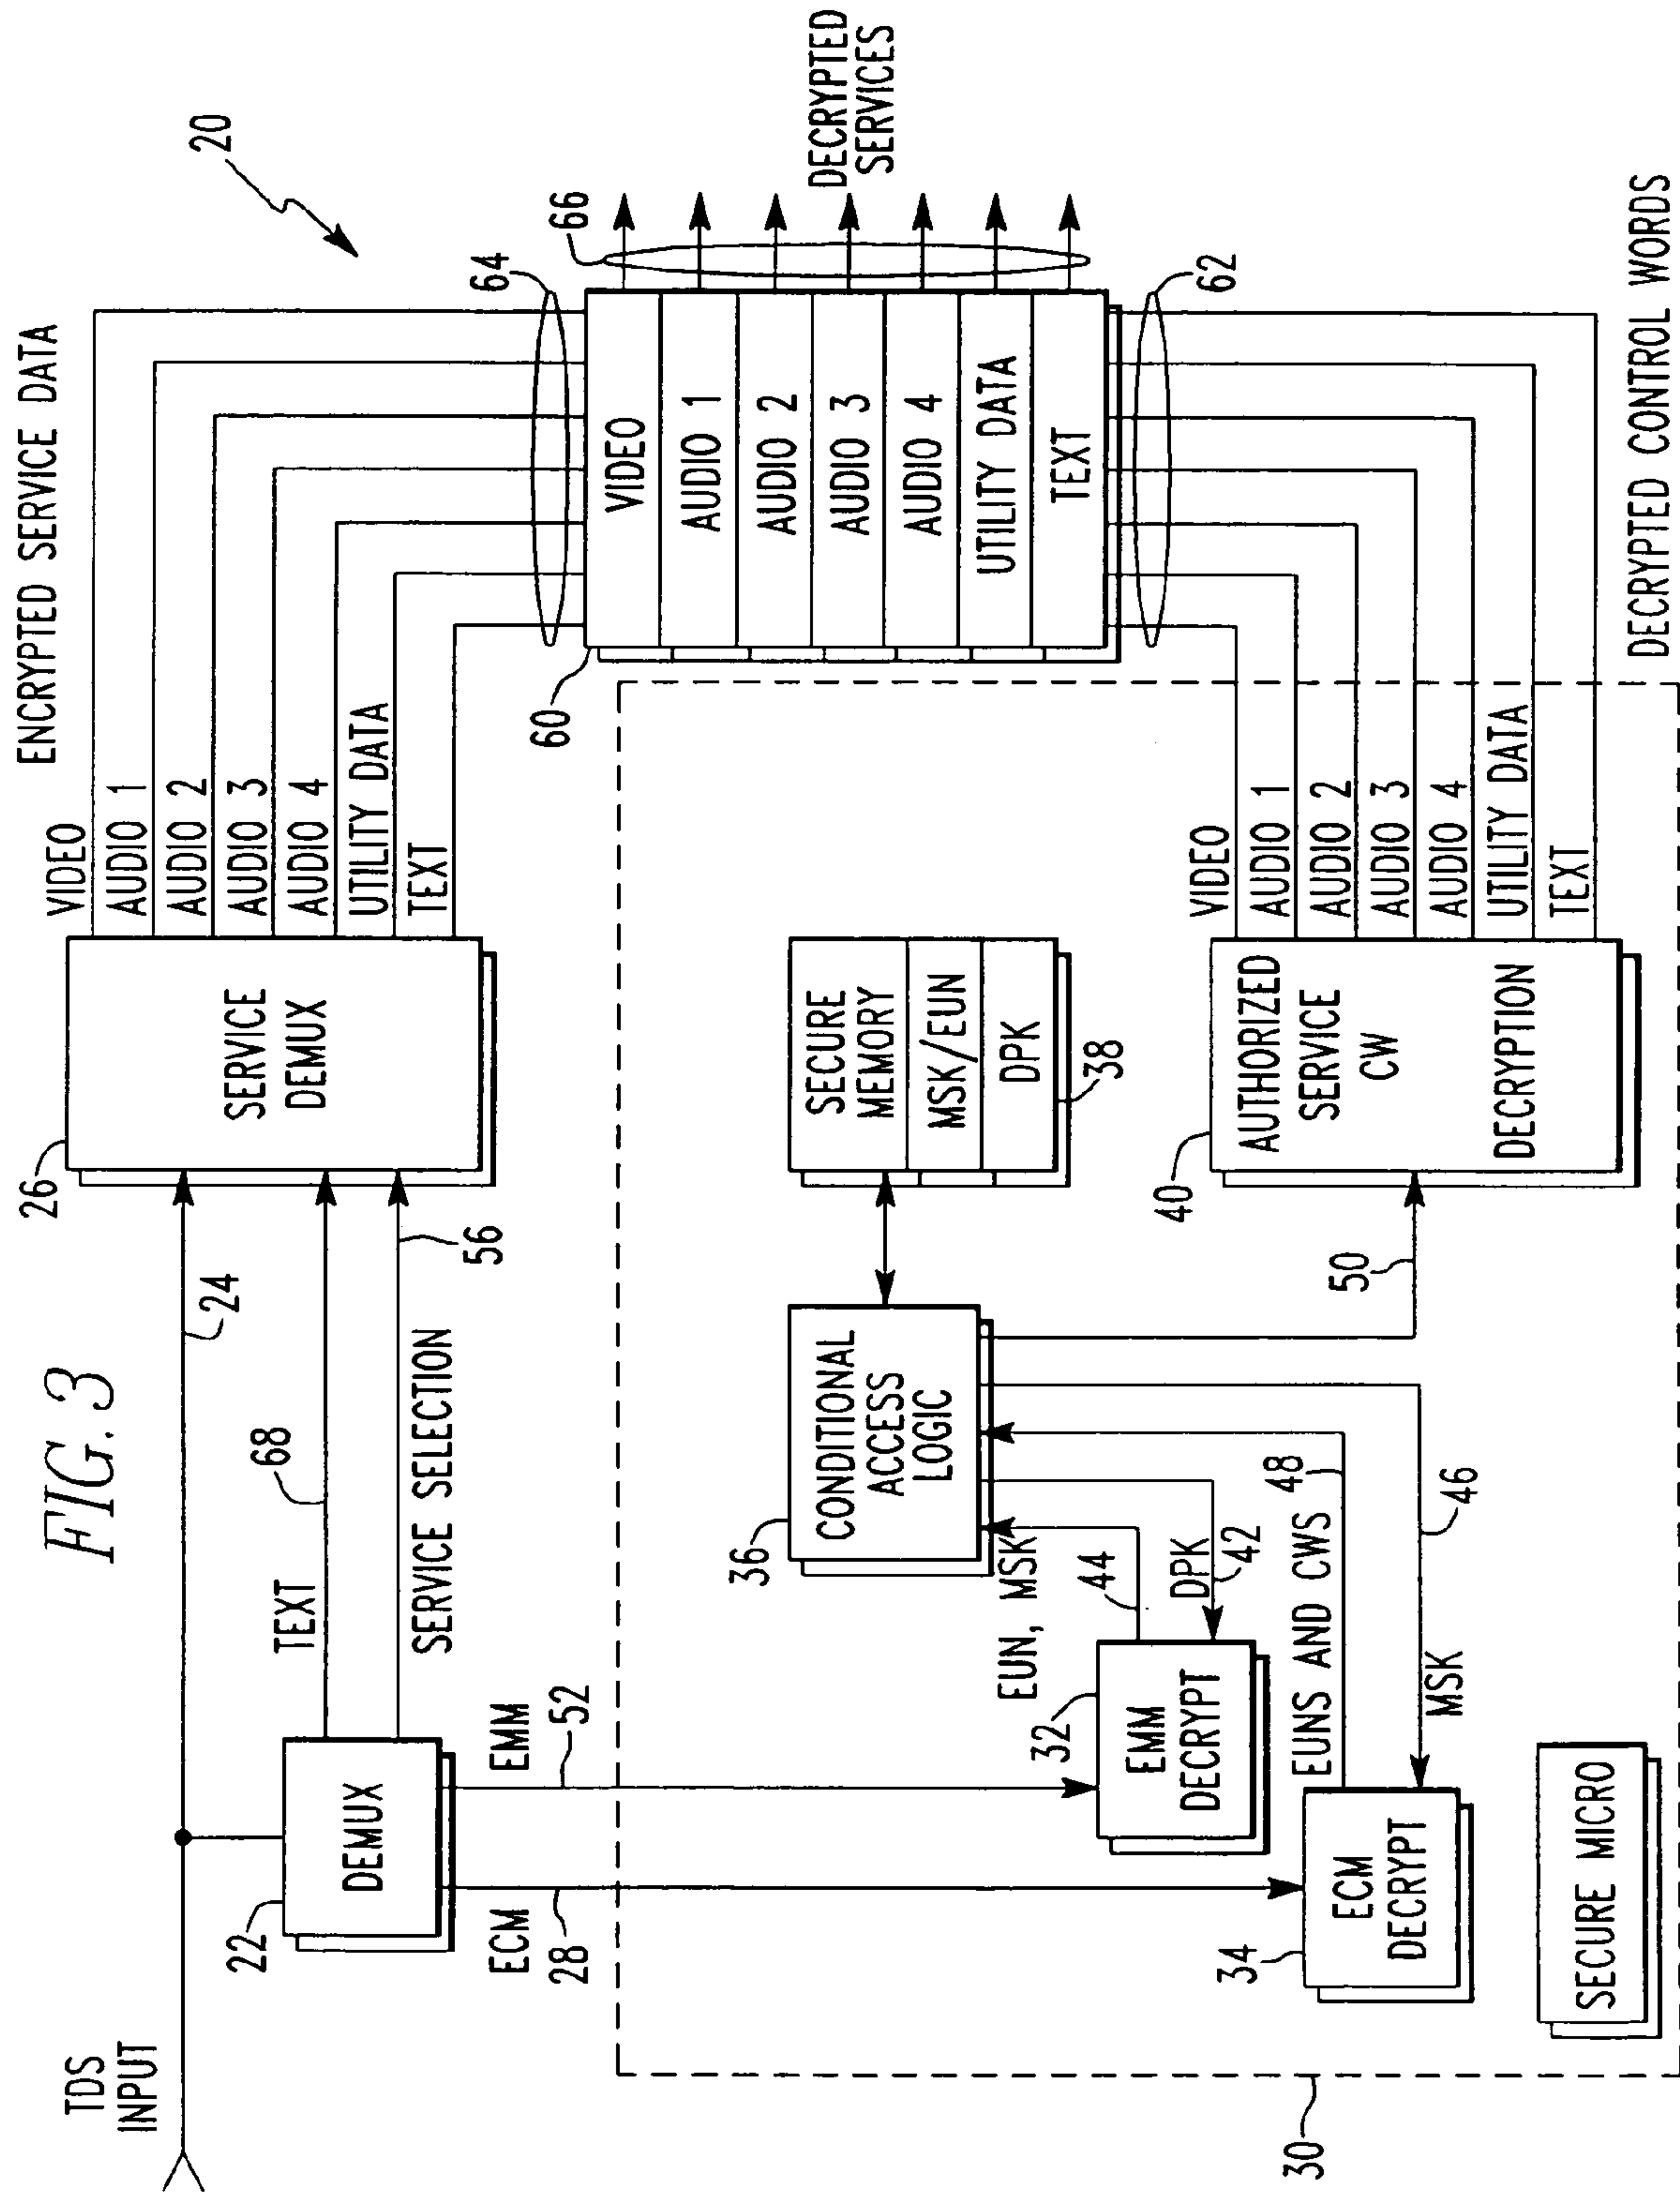 FIG. 3
20
TDS
INPUT
24
22
DEMUX
TEXT
68
SERVICE SELECTION
56
26
SERVICE
DEMUX
ENCRYPTED SERVICE DATA
VIDEO
AUDIO 1
AUDIO 2
AUDIO 3
AUDIO 4
UTILITY DATA
TEXT
64
60
VIDEO
AUDIO 1
AUDIO 2
AUDIO 3
AUDIO 4
UTILITY DATA
TEXT
66
DECRYPTED
SERVICES
62
ECM
28
EMM
52
30
36
CONDITIONAL
ACCESS
LOGIC
SECURE
MEMORY
MSK/EUN
DPK
38
EUN, MSK
44
DPK
42
32
EMM
DECRYPT
EUNS AND CWS
48
34
ECM
DECRYPT
MSK
46
50
40
AUTHORIZED
SERVICE
CW
DECRYPTION
VIDEO
AUDIO 1
AUDIO 2
AUDIO 3
AUDIO 4
UTILITY DATA
TEXT
SECURE MICRO
DECRYPTED CONTROL WORDS